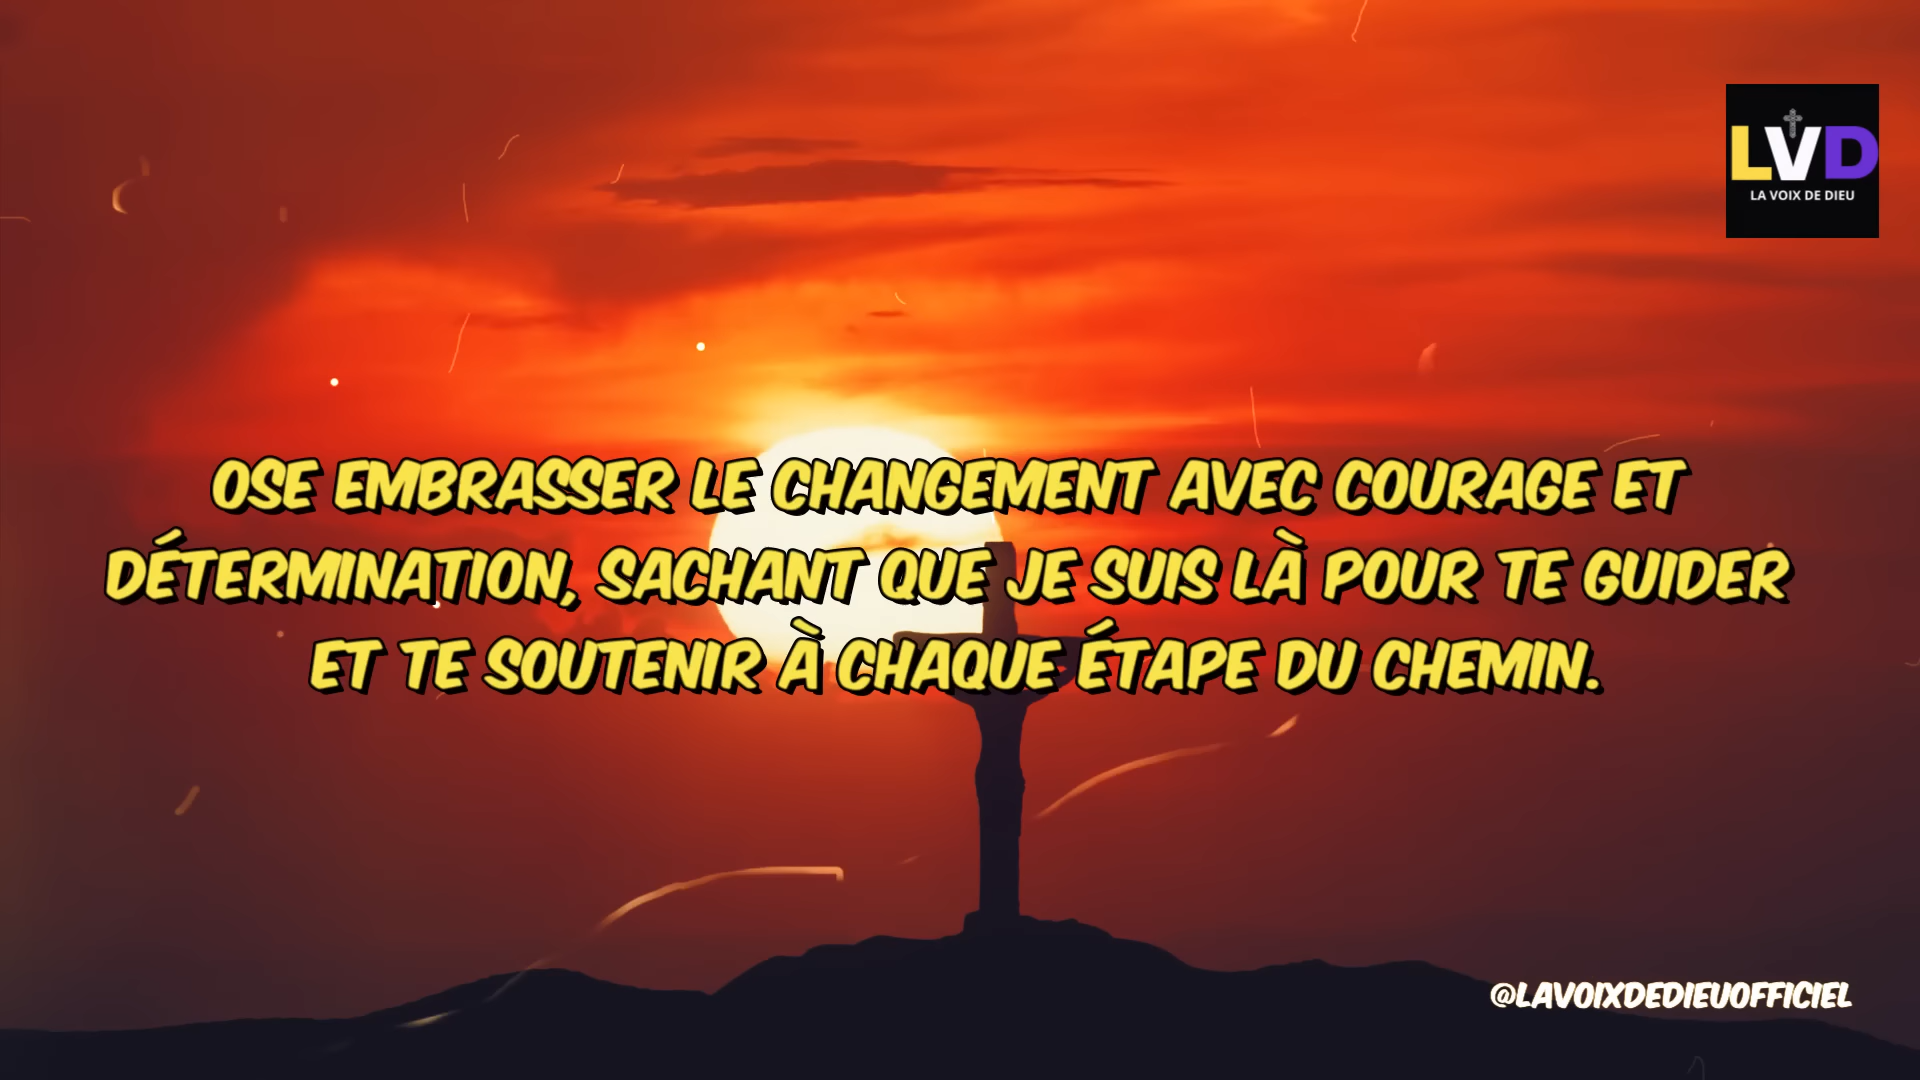 LVD
LA VOIX DE DIEU
OSE EMBRASSER LE CHANGEMENT AVEC COURAGE ET
DÉTERMINATION, SACHANT QUE JE SUIS LÀ POUR TE GUIDER
ET TE SOUTENIR À CHAQUE ÉTAPE DU CHEMIN.
@LAVOIXDEDIEUOFFICIEL